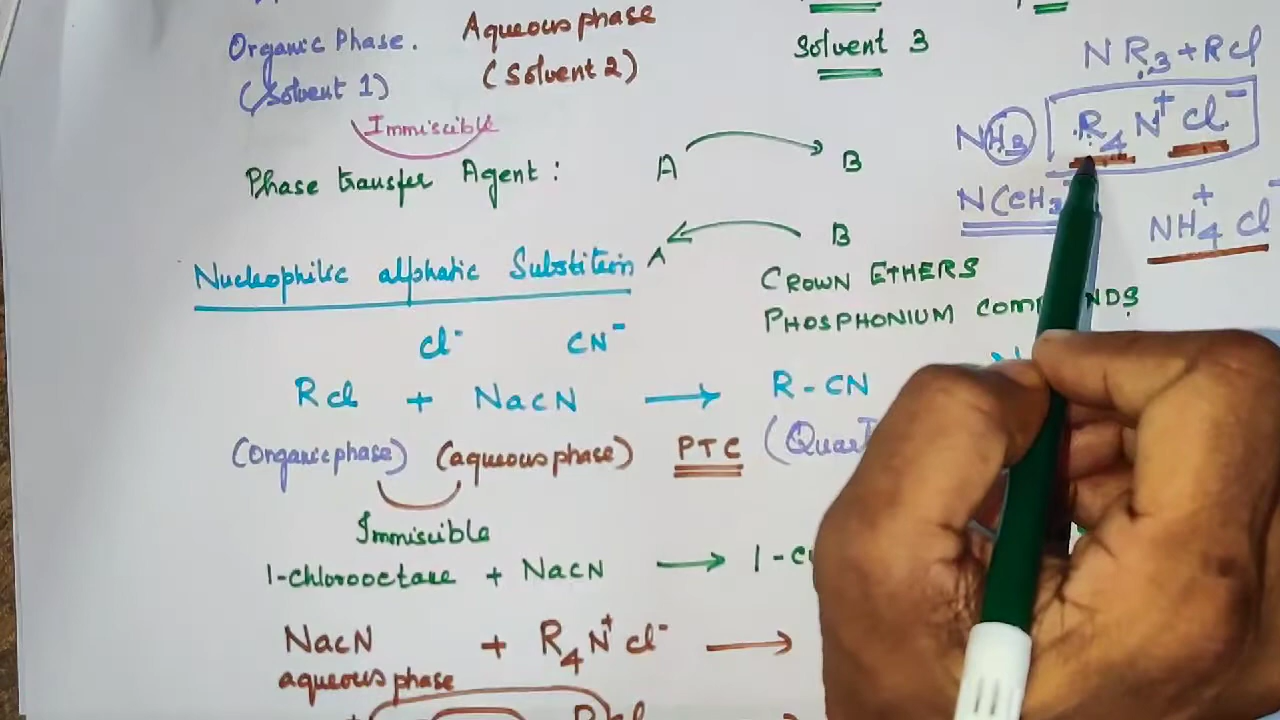 Organic Phase. Aqueous phase
(Solvent 1) (Solvent 2)
Solvent 3
Immiscible
NR3 + Rcl
NH3 R4N+ Cl-
N(CH3
NH4+ Cl-
Phase transfer Agent : A B
A B
Nucleophilic aliphatic Substitution
CROWN ETHERS
PHOSPHONIUM COMP NDS
Cl- CN-
Rcl + NaCN → R-CN
(Organic phase) (aqueous phase) PTC (Quart
Immiscible
1-chlorooctane + NaCN → 1-c
NaCN + R4N+ Cl- →
aqueous phase
Rcl